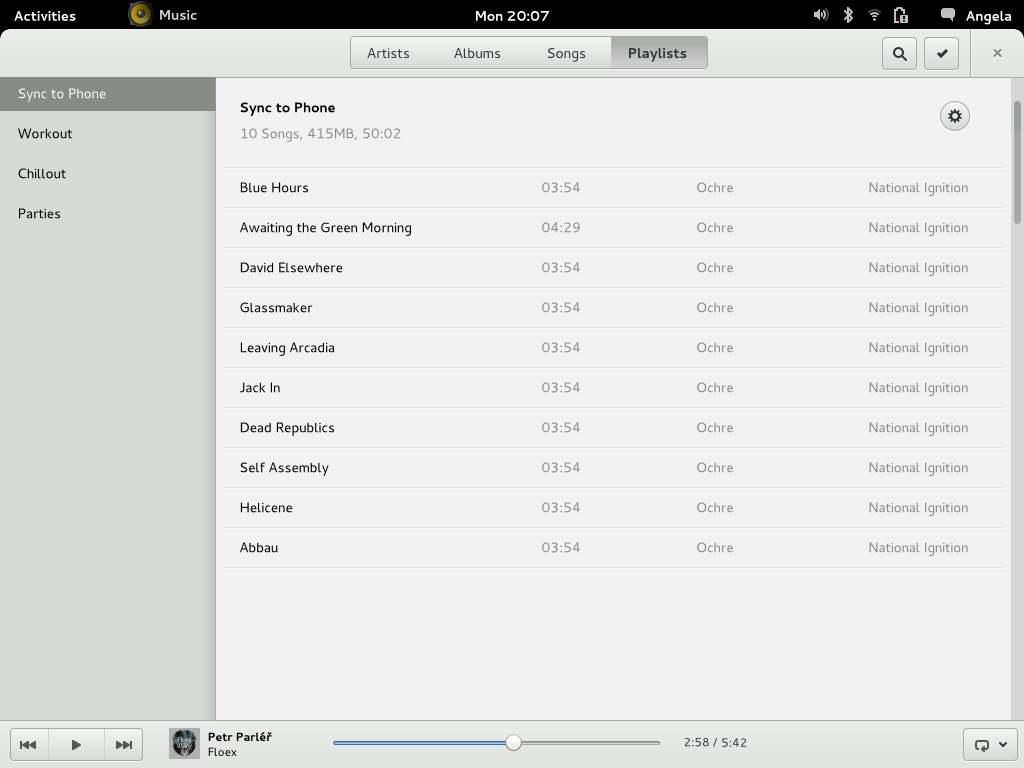 Activities Music Mon 20:07 Angela
Artists Albums Songs Playlists
Sync to Phone
Workout
Chillout
Parties
Sync to Phone
10 Songs, 415MB, 50:02
Blue Hours 03:54 Ochre National Ignition
Awaiting the Green Morning 04:29 Ochre National Ignition
David Elsewhere 03:54 Ochre National Ignition
Glassmaker 03:54 Ochre National Ignition
Leaving Arcadia 03:54 Ochre National Ignition
Jack In 03:54 Ochre National Ignition
Dead Republics 03:54 Ochre National Ignition
Self Assembly 03:54 Ochre National Ignition
Helicene 03:54 Ochre National Ignition
Abbau 03:54 Ochre National Ignition
Petr Parléř
Floex
2:58 / 5:42